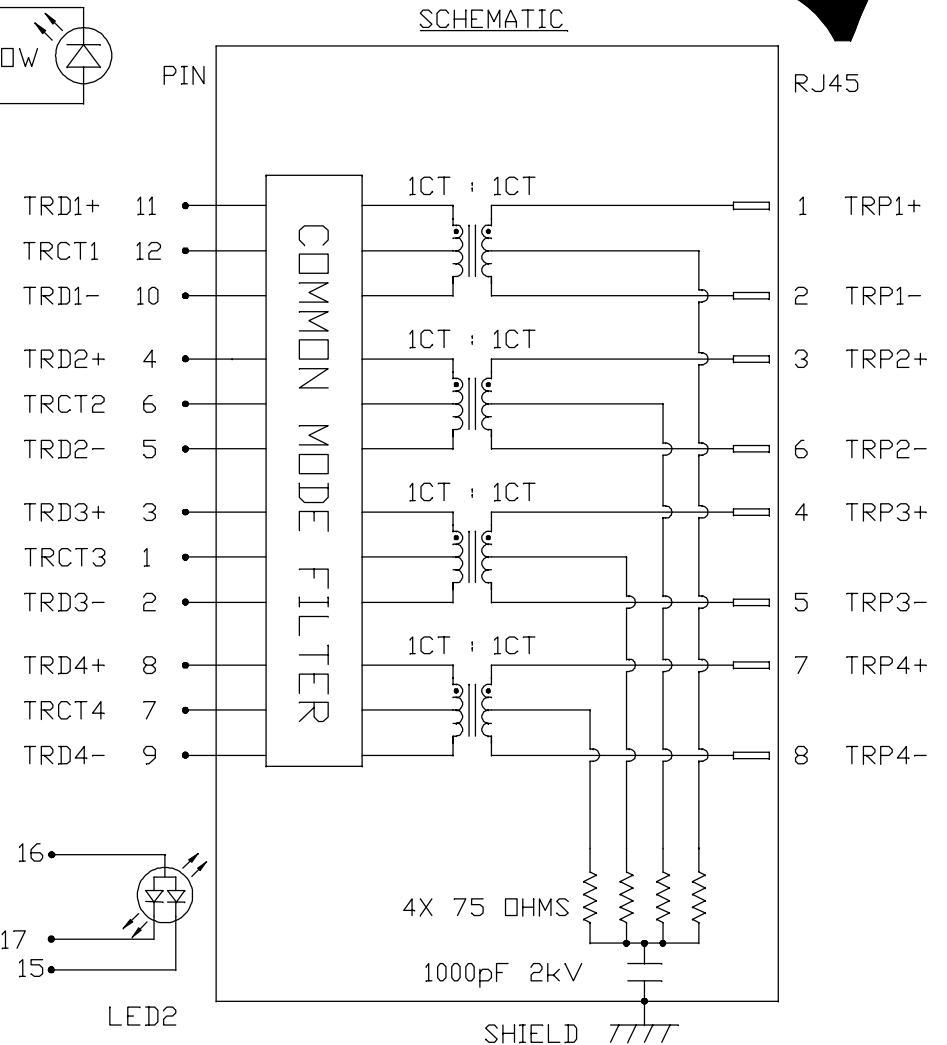 SCHEMATIC
OW
PIN
RJ45
1CT : 1CT
TRD1+ 11
1 TRP1+
TRCT1 12
TRD1- 10
2 TRP1-
1CT : 1CT
TRD2+ 4
3 TRP2+
TRCT2 6
TRD2- 5
6 TRP2-
1CT : 1CT
TRD3+ 3
4 TRP3+
TRCT3 1
TRD3- 2
5 TRP3-
1CT : 1CT
TRD4+ 8
7 TRP4+
TRCT4 7
TRD4- 9
8 TRP4-
COMMON MODE FILTER
16
17
15
LED2
4X 75 OHMS
1000pF 2kV
SHIELD